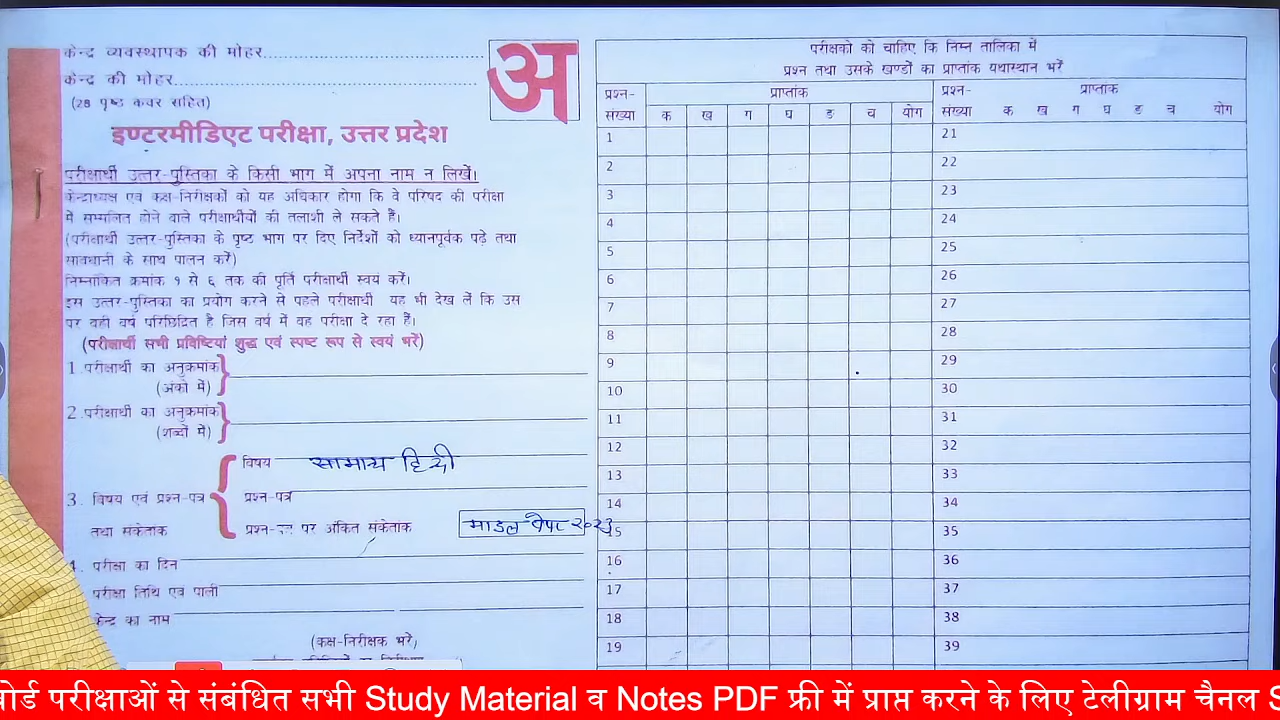 केन्द्र व्यवस्थापक की मोहर
केन्द्र की मोहर
(28 पृष्ठ कवर सहित)
अ
इण्टरमीडिएट परीक्षा, उत्तर प्रदेश
परीक्षार्थी उत्तर-पुस्तिका के किसी भाग में अपना नाम न लिखें।
केन्द्राध्यक्ष एवं कक्ष-निरीक्षकों को यह अधिकार होगा कि वे परिषद की परीक्षा
में सम्मलित होने वाले परीक्षार्थीयों की तलाशी ले सकते हैं।
(परीक्षार्थी उत्तर-पुस्तिका के पृष्ठ भाग पर दिए निर्देशों को ध्यानपूर्वक पढ़े तथा
सावधानी के साथ पालन करें)
निम्नांकित क्रमांक १ से ६ तक की पूर्ति परीक्षार्थी स्वयं करें।
इस उत्तर-पुस्तिका का प्रयोग करने से पहले परीक्षार्थी यह भी देख लें कि उस
पर वही वर्ष परिछिद्रित है जिस वर्ष में वह परीक्षा दे रहा है।
(परीक्षार्थी सभी प्रविष्टियां शुद्ध एवं स्पष्ट रूप से स्वयं भरें)
1. परीक्षार्थी का अनुक्रमांक
(अंकों में)
2. परीक्षार्थी का अनुक्रमांक
(शब्दों में)
विषय सामान्य हिन्दी
3. विषय एवं प्रश्न-पत्र प्रश्न-पत्र
तथा संकेतांक प्रश्न-पत्र पर अंकित संकेतांक माडल पेपर २०२३
4. परीक्षा का दिन
परीक्षा तिथि एवं पाली
केन्द्र का नाम
(कक्ष-निरीक्षक भरें)
परीक्षकों को चाहिए कि निम्न तालिका में
प्रश्न तथा उसके खण्डों का प्राप्तांक यथास्थान भरें
प्रश्न- प्राप्तांक प्रश्न- प्राप्तांक
संख्या क ख ग घ ङ च योग संख्या क ख ग घ ड च योग
1 21
2 22
3 23
4 24
5 25
6 26
7 27
8 28
9 29
10 30
11 31
12 32
13 33
14 34
15 35
16 36
17 37
18 38
19 39
बोर्ड परीक्षाओं से संबंधित सभी Study Material व Notes PDF फ्री में प्राप्त करने के लिए टेलीग्राम चैनल S